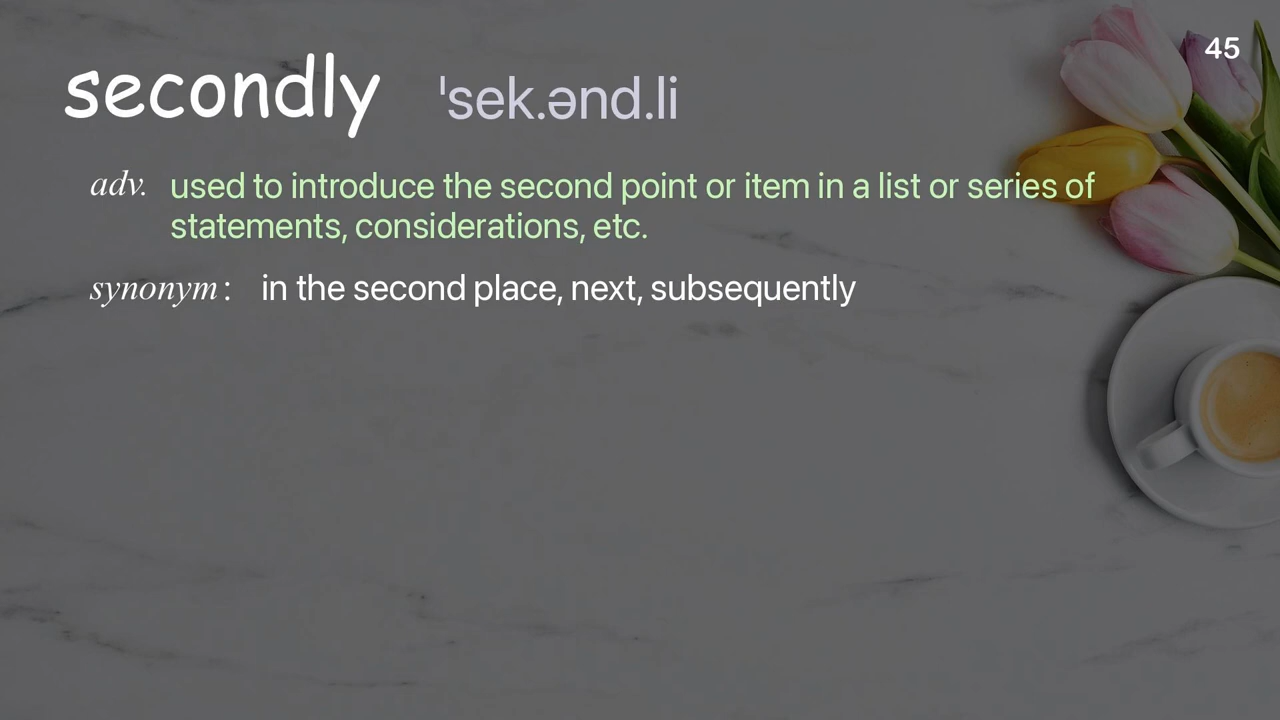 45
secondly ˈsek.ənd.li
adv. used to introduce the second point or item in a list or series of
statements, considerations, etc.
synonym : in the second place, next, subsequently